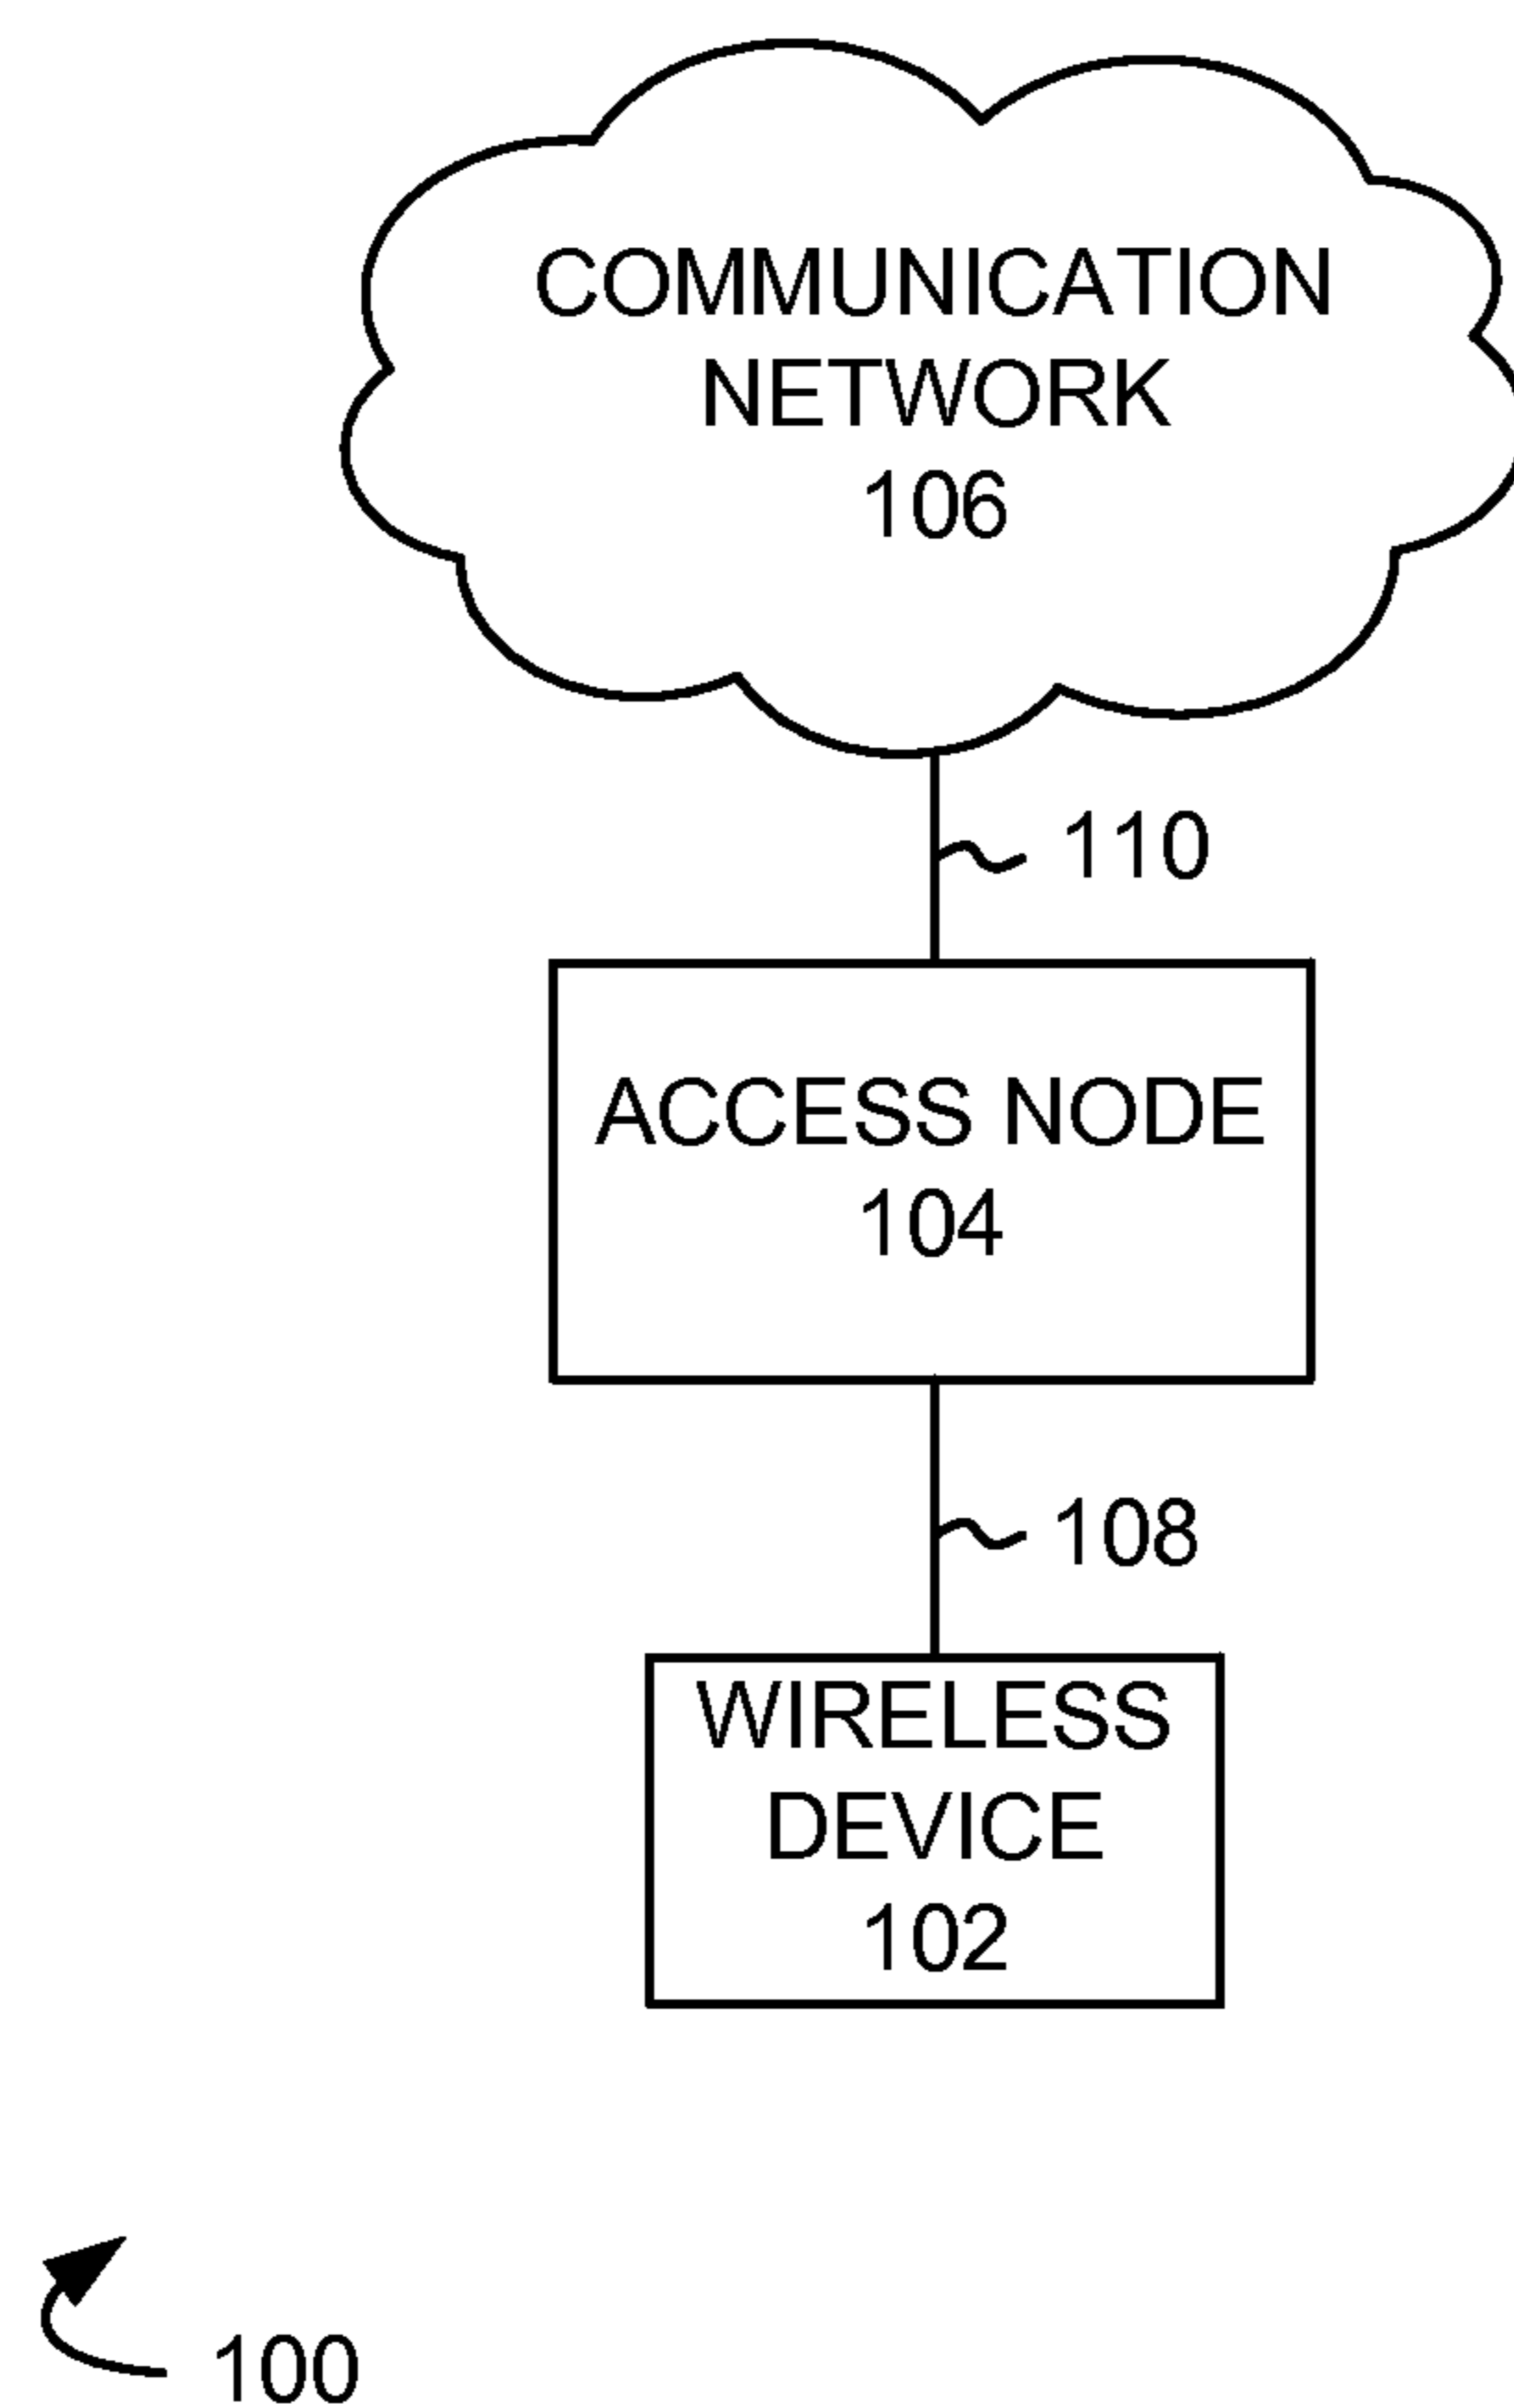 COMMUNICATION
NETWORK
106
110
ACCESS NODE
104
108
WIRELESS
DEVICE
102
100